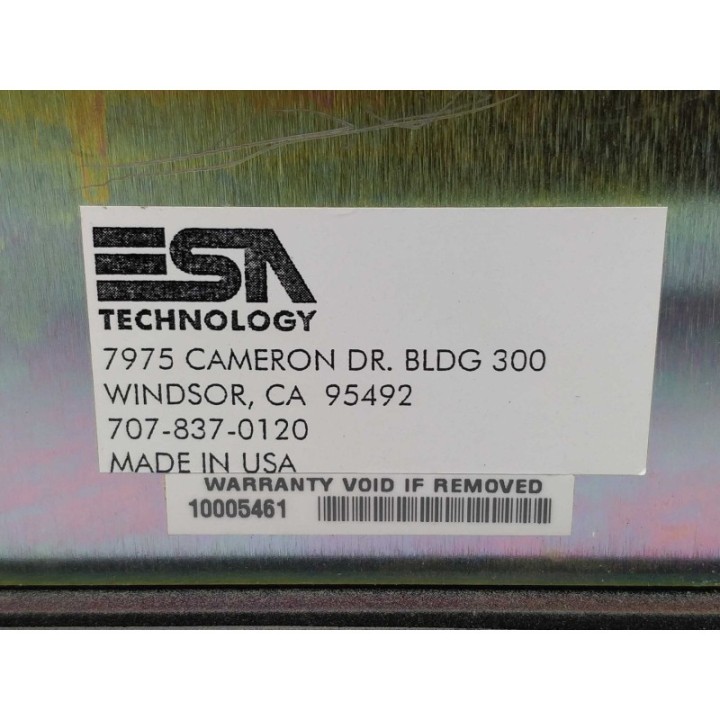 ESA
TECHNOLOGY
7975 CAMERON DR. BLDG 300
WINDSOR, CA 95492
707-837-0120
MADE IN USA
WARRANTY VOID IF REMOVED
10005461